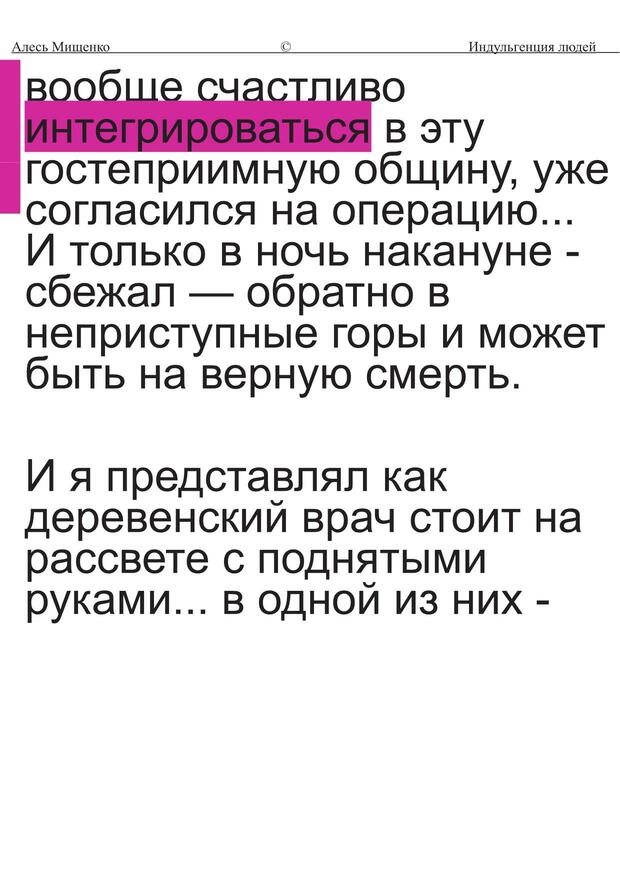 Алесь Мищенко © Индульгенция людей
вообще счастливо
интегрироваться в эту
гостеприимную общину, уже
согласился на операцию...
И только в ночь накануне -
сбежал — обратно в
неприступные горы и может
быть на верную смерть.
И я представлял как
деревенский врач стоит на
рассвете с поднятыми
руками... в одной из них -